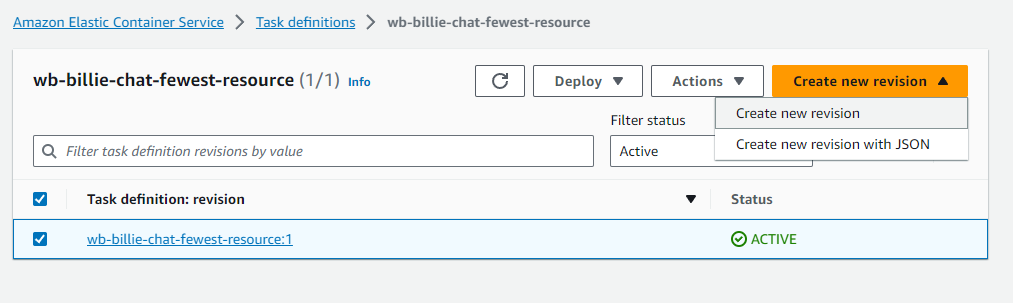 Amazon Elastic Container Service > Task definitions > wb-billie-chat-fewest-resource
wb-billie-chat-fewest-resource (1/1) Info
Deploy
Actions
Create new revision
Create new revision
Create new revision with JSON
Filter status
Filter task definition revisions by value
Active
Task definition: revision
Status
wb-billie-chat-fewest-resource:1
ACTIVE